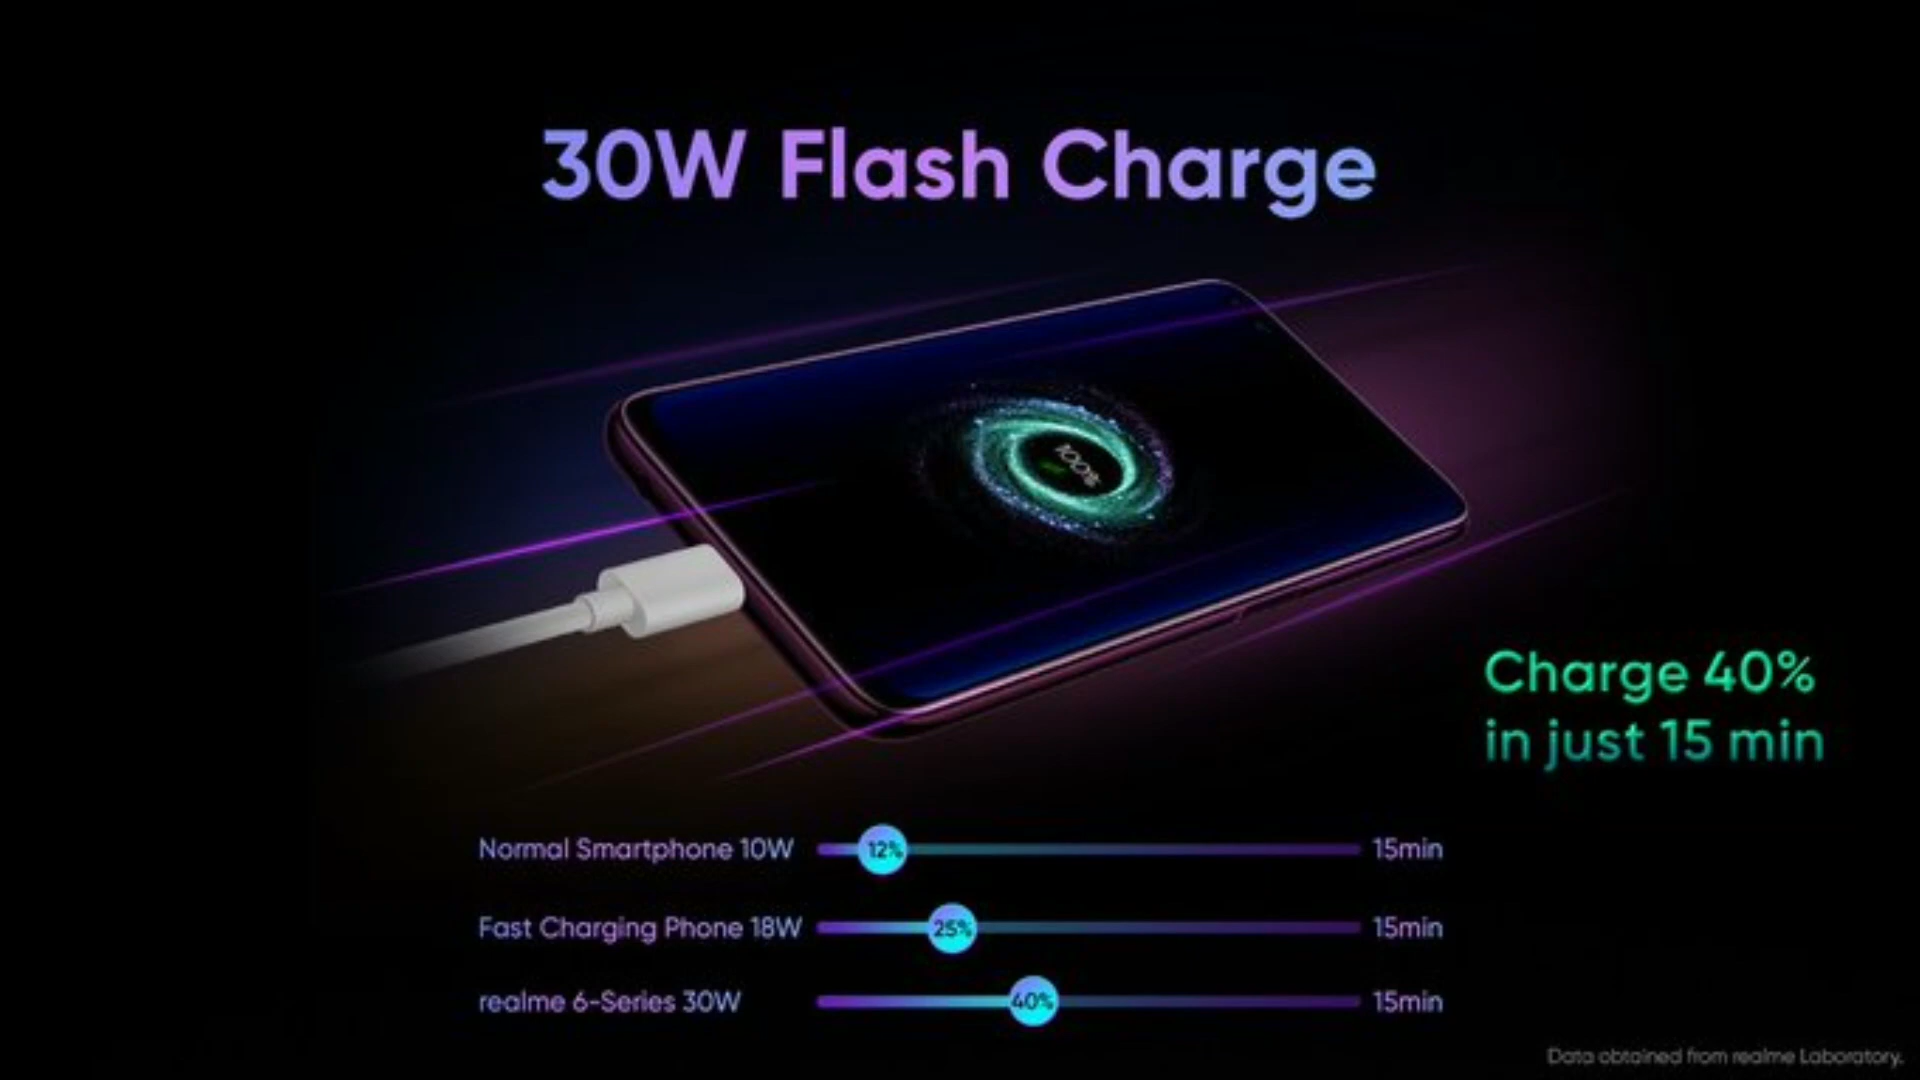 30W Flash Charge
100%
Charge 40%
in just 15 min
Normal Smartphone 10W 12% 15min
Fast Charging Phone 18W 25% 15min
realme 6-Series 30W 40% 15min
Data obtained from realme Laboratory.